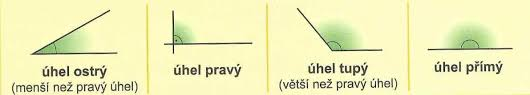 úhel ostrý
(menší než pravý úhel)
úhel pravý
úhel tupý
(větší než pravý úhel)
úhel přímý